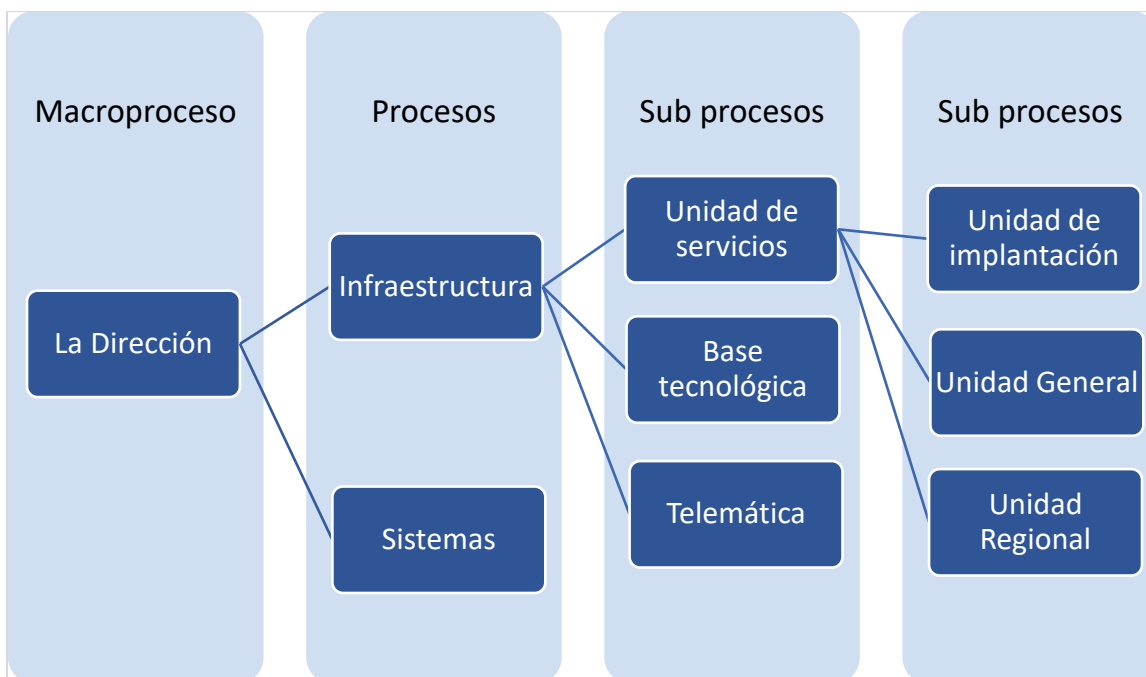 Macroproceso
Procesos
Sub procesos
Sub procesos
La Dirección
Infraestructura
Sistemas
Unidad de
servicios
Base
tecnológica
Telemática
Unidad de
implantación
Unidad General
Unidad
Regional